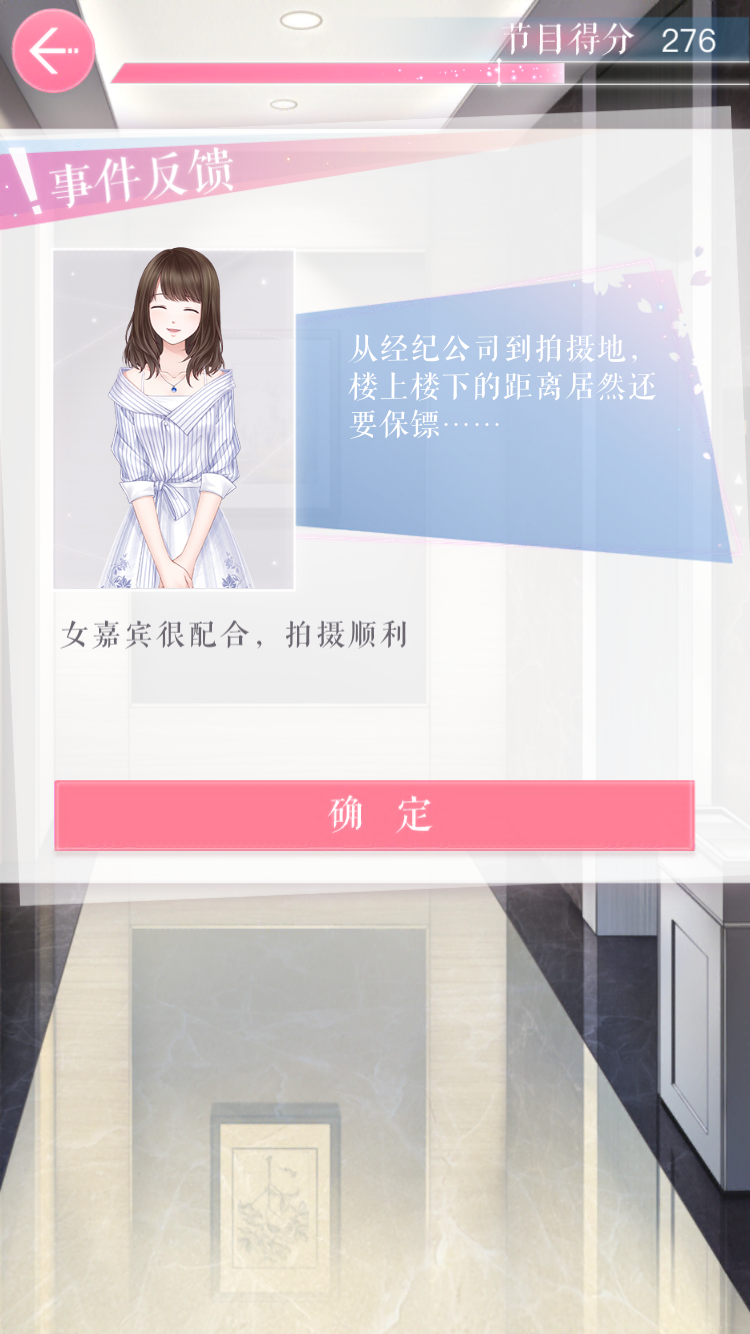 节目得分 276
!事件反馈
从经纪公司到拍摄地，
楼上楼下的距离居然还
要保镖……
女嘉宾很配合，拍摄顺利
确 定